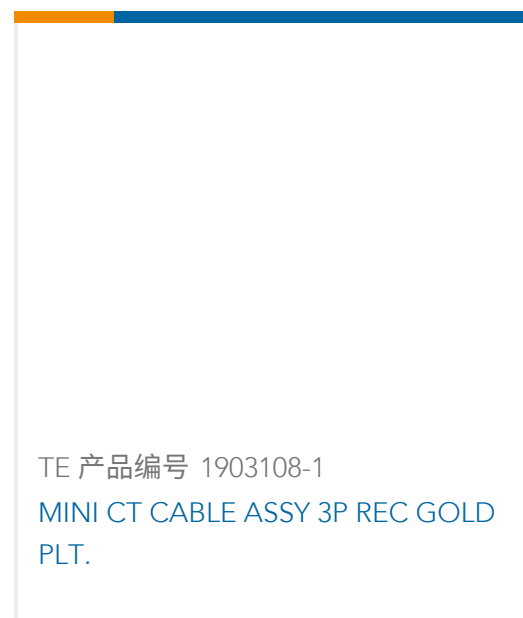 TE 产品编号 1903108-1
MINI CT CABLE ASSY 3P REC GOLD
PLT.